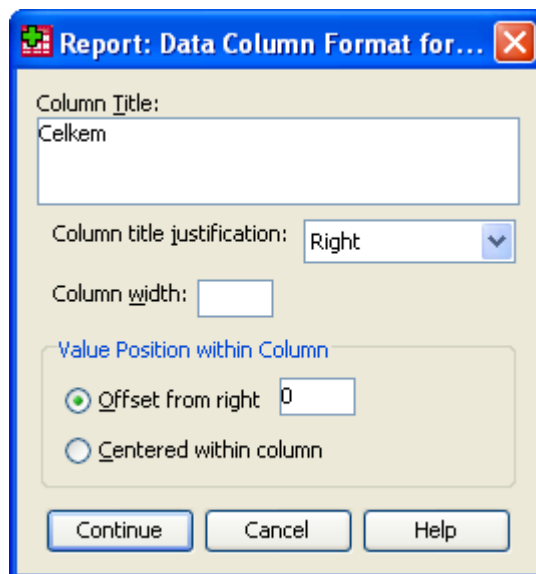 Report: Data Column Format for...
Column Title:
Celkem
Column title justification: Right
Column width:
Value Position within Column
Offset from right 0
Centered within column
Continue Cancel Help